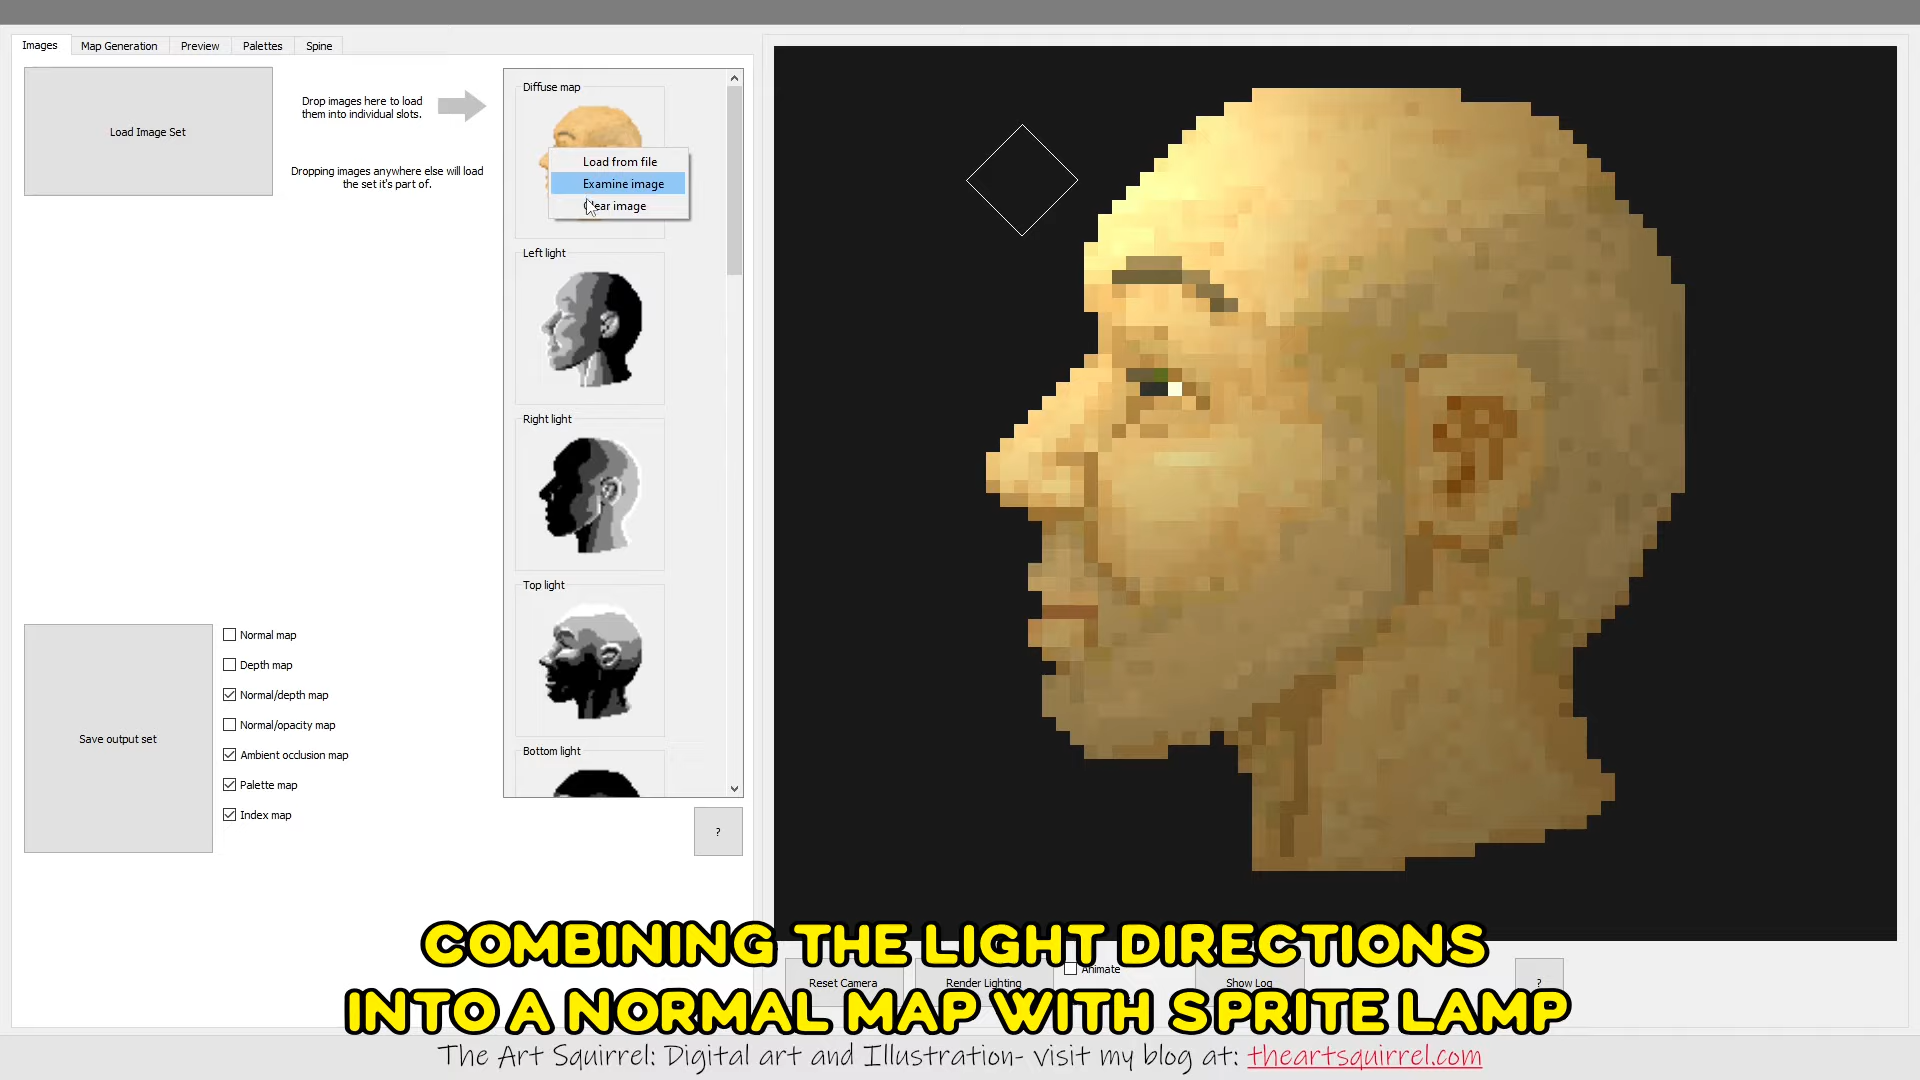 Images
Map Generation
Preview
Palettes
Spine
Load Image Set
Drop images here to load
them into individual slots.
Dropping images anywhere else will load
the set it's part of.
Diffuse map
Load from file
Examine image
Clear image
Left light
Right light
Top light
Bottom light
Save output set
Normal map
Depth map
Normal/depth map
Normal/opacity map
Ambient occlusion map
Palette map
Index map
?
COMBINING THE LIGHT DIRECTIONS
INTO A NORMAL MAP WITH SPRITE LAMP
Reset Camera
Render Lighting
Animate
Show Log
?
The Art Squirrel: Digital art and Illustration- visit my blog at: theartsquirrel.com